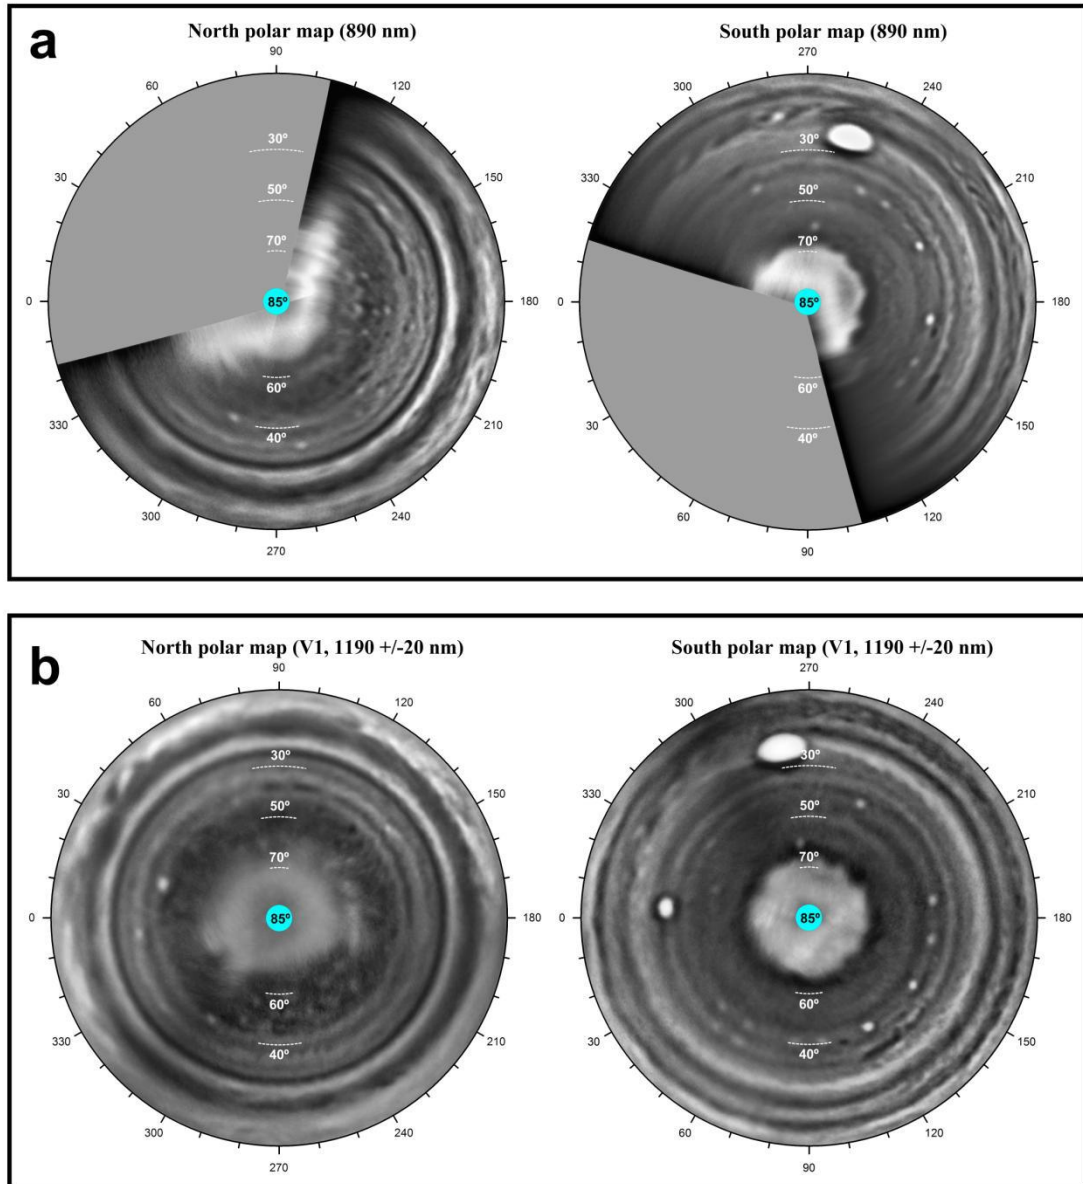 a
North polar map (890 nm)
90
60
120
30
150
0
180
330
210
300
240
270
30º
50º
70º
85º
60º
40º
South polar map (890 nm)
270
300
240
330
210
0
180
30
150
60
120
90
30º
50º
70º
85º
60º
40º
b
North polar map (V1, 1190 +/-20 nm)
90
60
120
30
150
0
180
330
210
300
240
270
30º
50º
70º
85º
60º
40º
South polar map (V1, 1190 +/-20 nm)
270
300
240
330
210
0
180
30
150
60
120
90
30º
50º
70º
85º
60º
40º